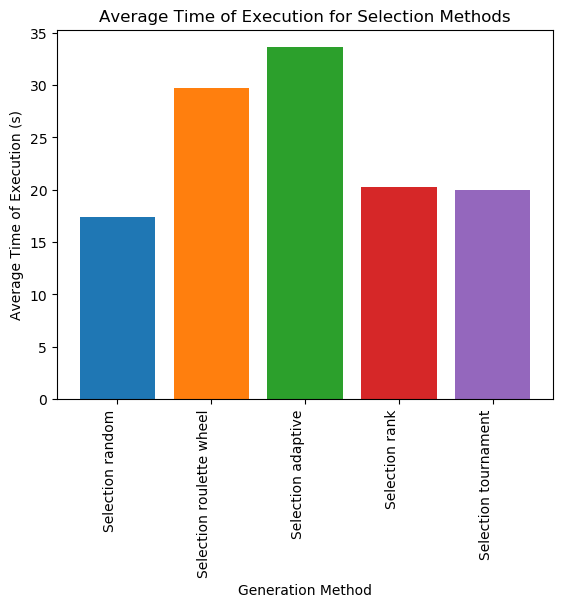 Average Time of Execution for Selection Methods
Average Time of Execution (s)
35
30
25
20
15
10
5
0
Selection random
Selection roulette wheel
Selection adaptive
Selection rank
Selection tournament
Generation Method